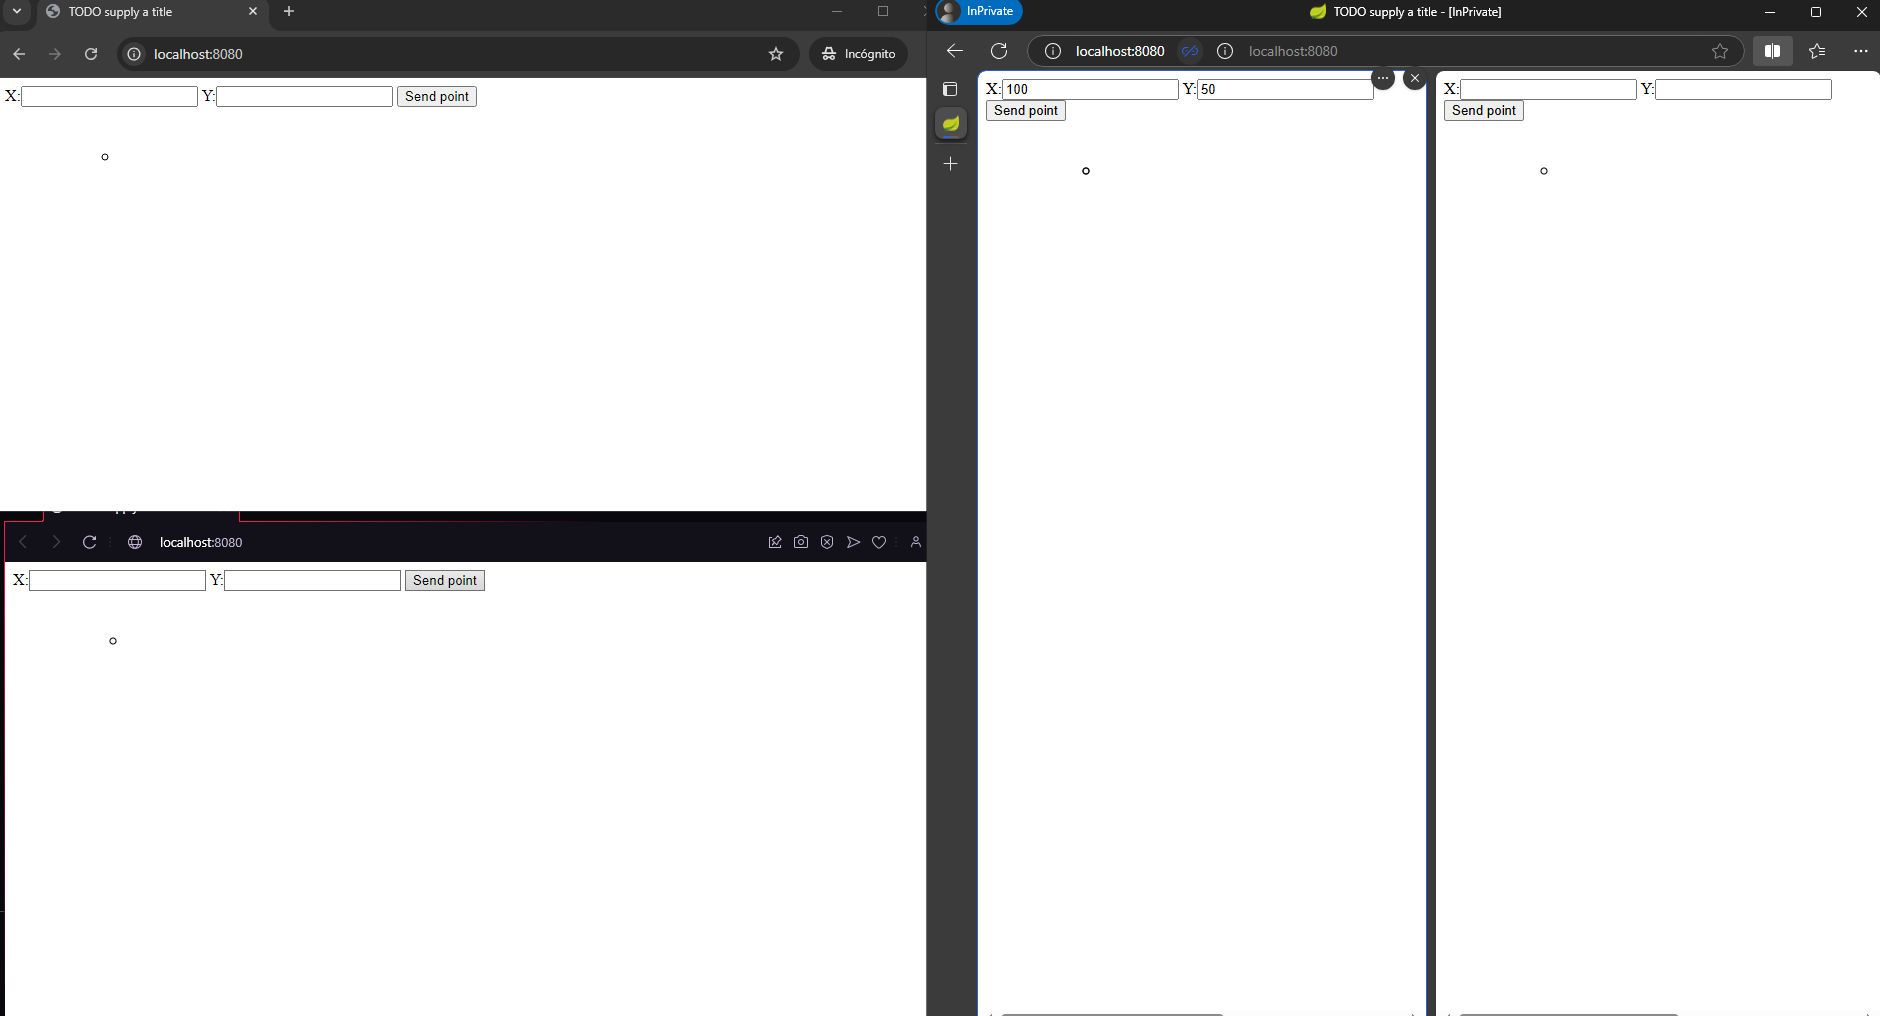 TODO supply a title
localhost:8080
Incógnito
X: Y: Send point
localhost:8080
X: Y: Send point
InPrivate
TODO supply a title - [InPrivate]
localhost:8080 localhost:8080
X: 100 Y: 50
Send point
X: Y:
Send point